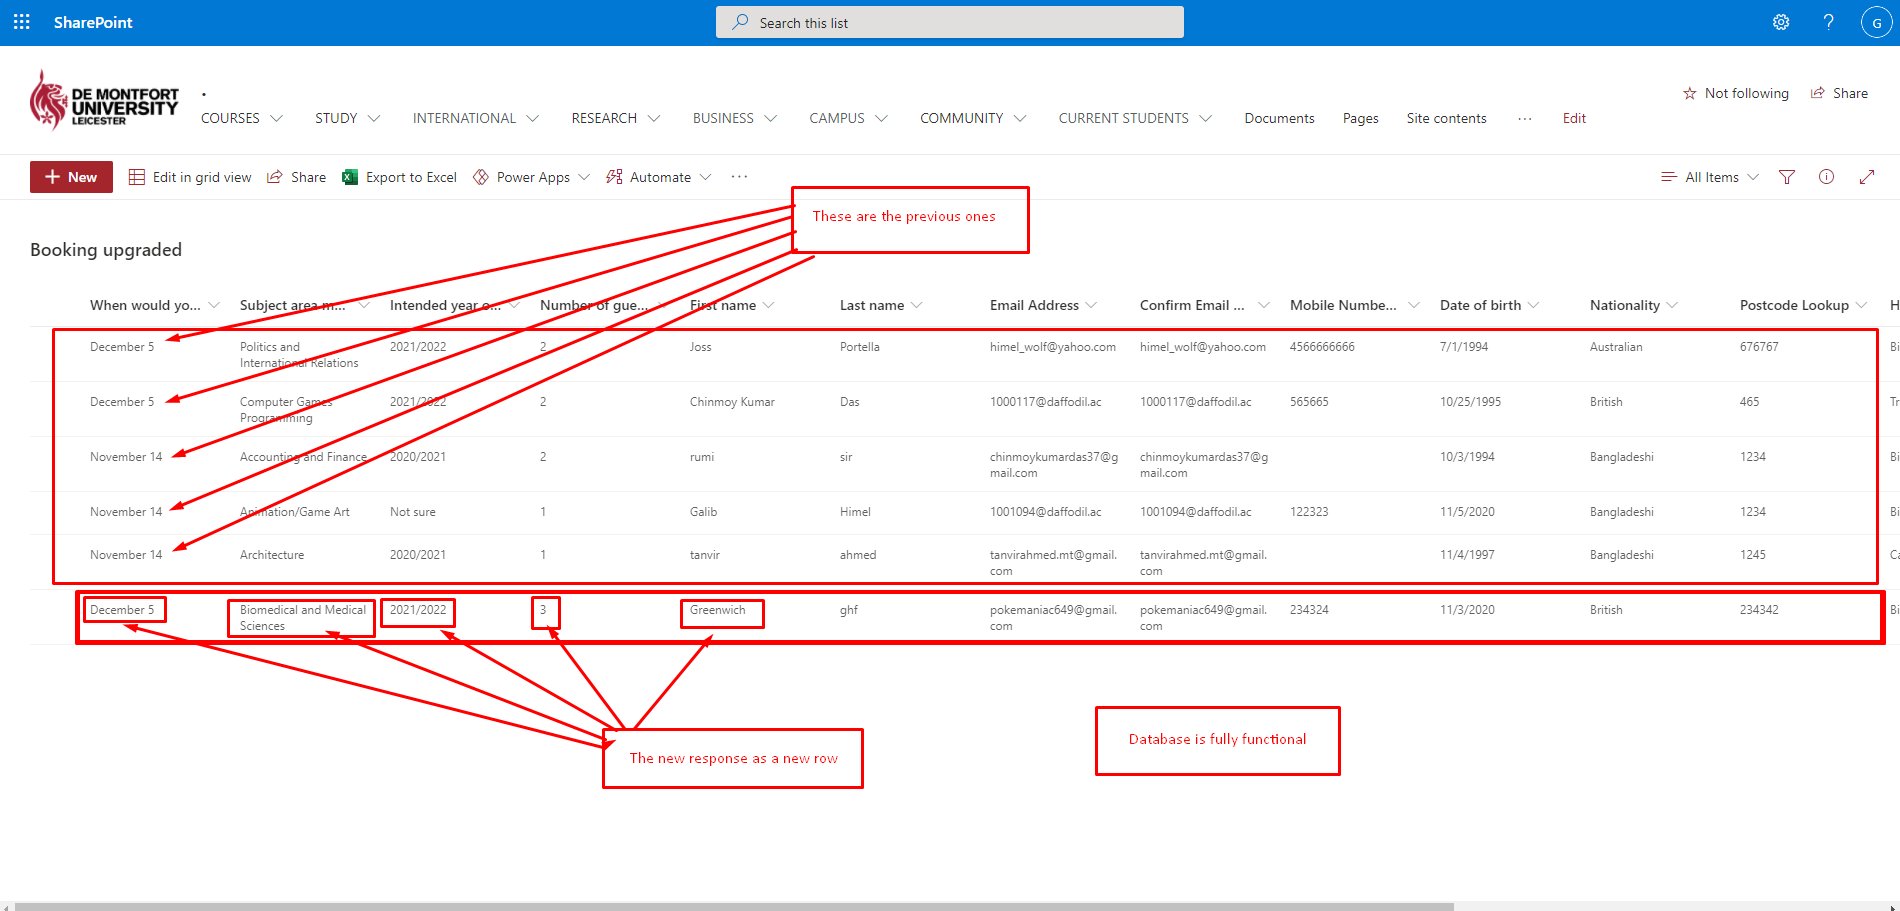 SharePoint
Search this list
?
G
DE MONTFORT
UNIVERSITY
LEICESTER
.
Not following
Share
COURSES STUDY INTERNATIONAL RESEARCH BUSINESS CAMPUS COMMUNITY CURRENT STUDENTS Documents Pages Site contents ... Edit
+ New Edit in grid view Share Export to Excel Power Apps Automate ... All Items
These are the previous ones
Booking upgraded
When would yo... Subject area m... Intended year o... Number of gue... First name Last name Email Address Confirm Email ... Mobile Numbe... Date of birth Nationality Postcode Lookup H
December 5 Politics and 2021/2022 2 Joss Portella himel_wolf@yahoo.com himel_wolf@yahoo.com 4566666666 7/1/1994 Australian 676767 Bi
International Relations
December 5 Computer Games 2021/2022 2 Chinmoy Kumar Das 1000117@daffodil.ac 1000117@daffodil.ac 565665 10/25/1995 British 465 Tr
Programming
November 14 Accounting and Finance 2020/2021 2 rumi sir chinmoykumardas37@g chinmoykumardas37@g 10/3/1994 Bangladeshi 1234 Bi
mail.com mail.com
November 14 Animation/Game Art Not sure 1 Galib Himel 1001094@daffodil.ac 1001094@daffodil.ac 122323 11/5/2020 Bangladeshi 1234 Bi
November 14 Architecture 2020/2021 1 tanvir ahmed tanvirahmed.mt@gmail. tanvirahmed.mt@gmail. 11/4/1997 Bangladeshi 1245 Ca
com com
December 5 Biomedical and Medical 2021/2022 3 Greenwich ghf pokemaniac649@gmail. pokemaniac649@gmail. 234324 11/3/2020 British 234342 Bi
Sciences com com
The new response as a new row
Database is fully functional